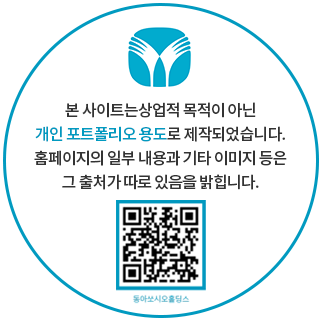 본 사이트는상업적 목적이 아닌
개인 포트폴리오 용도로 제작되었습니다.
홈페이지의 일부 내용과 기타 이미지 등은
그 출처가 따로 있음을 밝힙니다.
동아쏘시오홀딩스